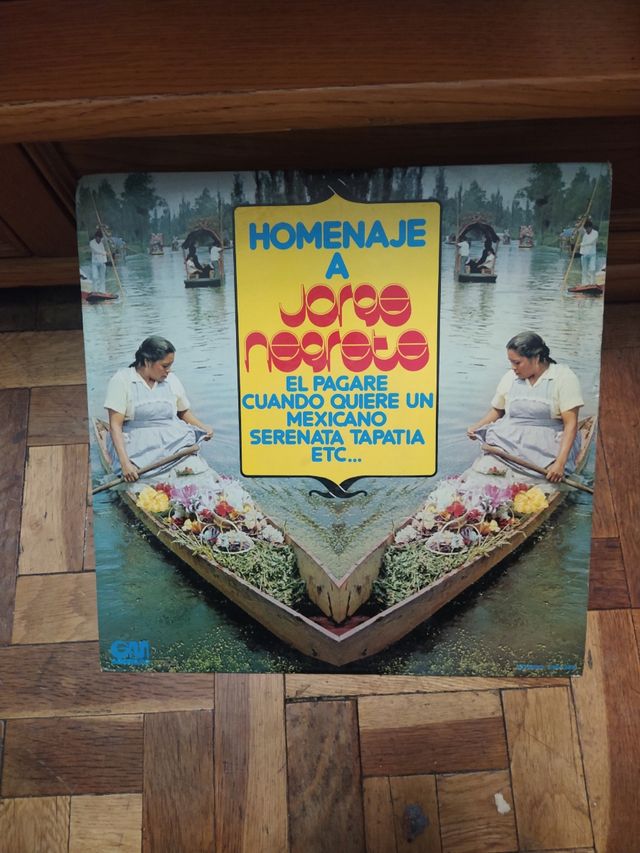 HOMENAJE
A
Jorge
negrete
EL PAGARE
CUANDO QUIERE UN
MEXICANO
SERENATA TAPATIA
ETC...